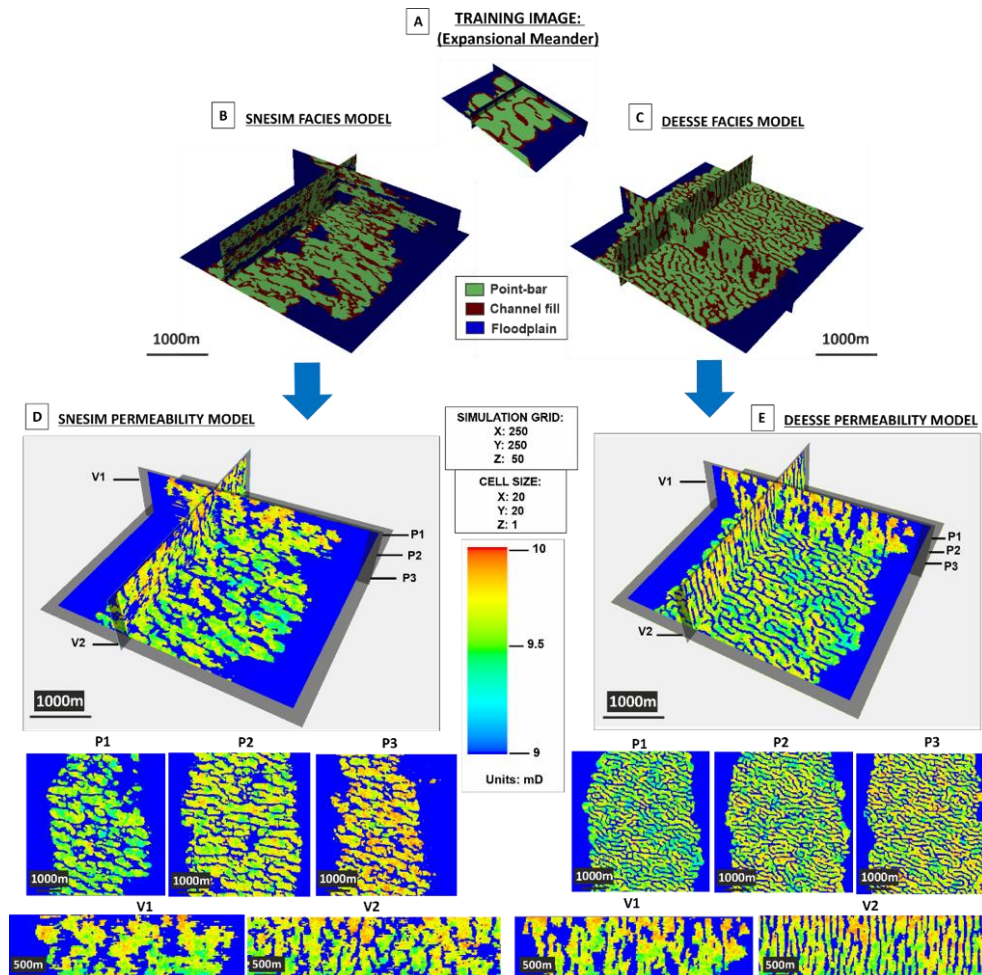 A
TRAINING IMAGE:
(Expansional Meander)
B
SNESIM FACIES MODEL
C
DEESSE FACIES MODEL
Point-bar
Channel fill
Floodplain
1000m
1000m
D
SNESIM PERMEABILITY MODEL
SIMULATION GRID:
X: 250
Y: 250
Z: 50
CELL SIZE:
X: 20
Y: 20
Z: 1
E
DEESSE PERMEABILITY MODEL
V1
P1
P2
P3
V2
1000m
10
9.5
9
Units: mD
V1
P1
P2
P3
V2
1000m
P1
P2
P3
1000m
1000m
1000m
P1
P2
P3
1000m
1000m
1000m
V1
V2
500m
500m
V1
V2
500m
500m